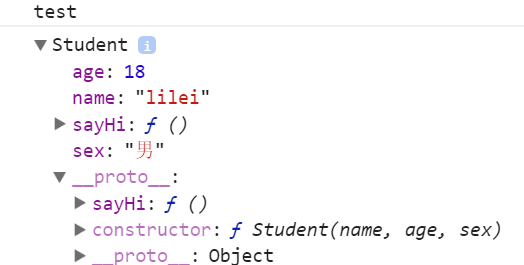 test
▼ Student i
age: 18
name: "lilei"
▶ sayHi: ƒ ()
sex: "男"
▼ __proto__:
▶ sayHi: ƒ ()
▶ constructor: ƒ Student(name, age, sex)
▶ __proto__: Object